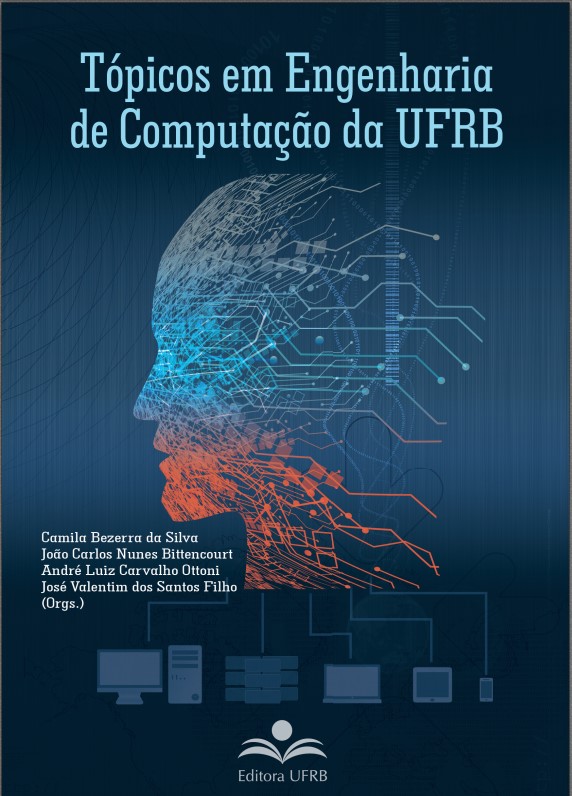 Tópicos em Engenharia
de Computação da UFRB
Camila Bezerra da Silva
João Carlos Nunes Bittencourt
André Luiz Carvalho Ottoni
José Valentim dos Santos Filho
(Orgs.)
Editora UFRB